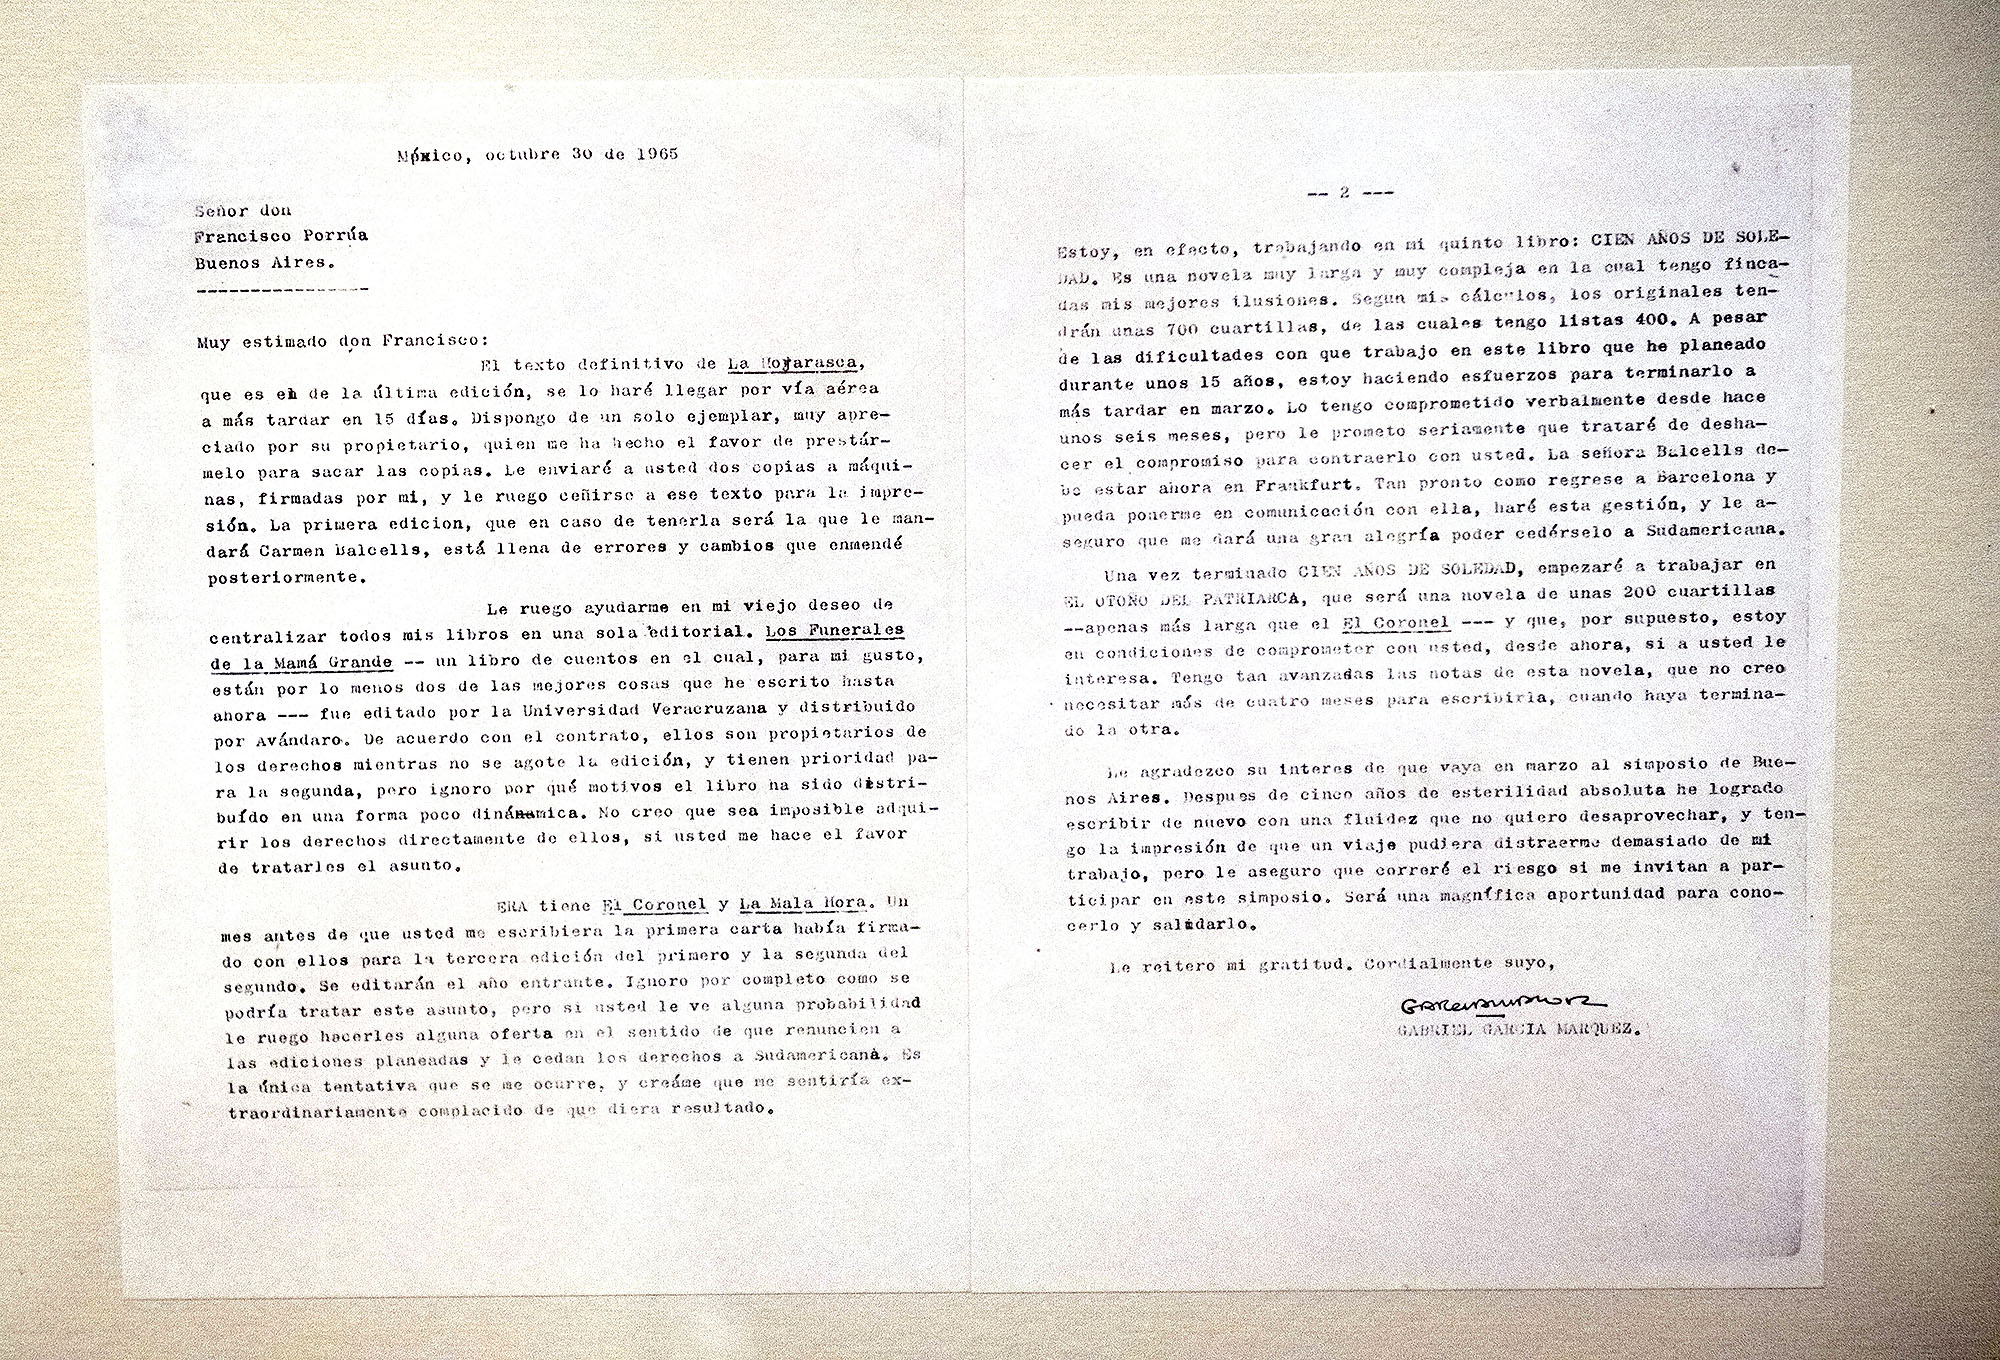 México, octubre 30 de 1965
Señor don
Francisco Porrúa
Buenos Aires.
----------------
Muy estimado don Francisco:
El texto definitivo de La Hojarasca,
que es el de la última edición, se lo haré llegar por vía aérea
a más tardar en 15 días. Dispongo de un solo ejemplar, muy apre-
ciado por su propietario, quien me ha hecho el favor de prestár-
melo para sacar las copias. Le enviaré a usted dos copias a máqui-
nas, firmadas por mi, y le ruego ceñirse a ese texto para la impre-
sión. La primera edicion, que en caso de tenerla será la que le man-
dará Carmen Balcells, está llena de errores y cambios que enmendé
posteriormente.
Le ruego ayudarme en mi viejo deseo de
centralizar todos mis libros en una sola editorial. Los Funerales
de la Mamá Grande -- un libro de cuentos en el cual, para mi gusto,
están por lo menos dos de las mejores cosas que he escrito hasta
ahora --- fue editado por la Universidad Veracruzana y distribuido
por Avándaro. De acuerdo con el contrato, ellos son propietarios de
los derechos mientras no se agote la edición, y tienen prioridad pa-
ra la segunda, pero ignoro por qué motivos el libro ha sido distri-
buído en una forma poco dinánamica. No creo que sea imposible adqui-
rir los derechos directamente de ellos, si usted me hace el favor
de tratarles el asunto.
ERA tiene El Coronel y La Mala Hora. Un
mes antes de que usted me escribiera la primera carta había firma-
do con ellos para la tercera edición del primero y la segunda del
segundo. Se editarán el año entrante. Ignoro por completo como se
podría tratar este asunto, pero si usted le ve alguna probabilidad
le ruego hacerles alguna oferta en el sentido de que renuncien a
las ediciones planeadas y le cedan los derechos a Sudamericana. Es
la única tentativa que se me ocurre, y creáme que me sentiría ex-
traordinariamente complacido de que diera resultado.
-- 2 ---
Estoy, en efecto, trabajando en mi quinto libro: CIEN AÑOS DE SOLE-
DAD. Es una novela muy larga y muy compleja en la cual tengo finca-
das mis mejores ilusiones. Segun mis cálculos, los originales ten-
drán unas 700 cuartillas, de las cuales tengo listas 400. A pesar
de las dificultades con que trabajo en este libro que he planeado
durante unos 15 años, estoy haciendo esfuerzos para terminarlo a
más tardar en marzo. Lo tengo comprometido verbalmente desde hace
unos seis meses, pero le prometo seriamente que trataré de desha-
cer el compromiso para contraerlo con usted. La señora Balcells de-
be estar ahora en Frankfurt. Tan pronto como regrese a Barcelona y
pueda ponerme en comunicación con ella, haré esta gestión, y le a-
seguro que me dará una gran alegría poder cedérselo a Sudamericana.
Una vez terminado CIEN AÑOS DE SOLEDAD, empezaré a trabajar en
EL OTOÑO DEL PATRIARCA, que será una novela de unas 200 cuartillas
--apenas más larga que el El Coronel --- y que, por supuesto, estoy
en condiciones de comprometer con usted, desde ahora, si a usted le
interesa. Tengo tan avanzadas las notas de esta novela, que no creo
necesitar más de cuatro meses para escribirla, cuando haya termina-
do la otra.
Le agradezco su interes de que vaya en marzo al simposio de Bue-
nos Aires. Despues de cinco años de esterilidad absoluta he logrado
escribir de nuevo con una fluidez que no quiero desaprovechar, y ten-
go la impresión de que un viaje pudiera distraerme demasiado de mi
trabajo, pero le aseguro que correré el riesgo si me invitan a par-
ticipar en este simposio. Será una magnífica oportunidad para cono-
cerlo y saludarlo.
Le reitero mi gratitud. Cordialmente suyo,
GABRIEL GARCIA MARQUEZ.